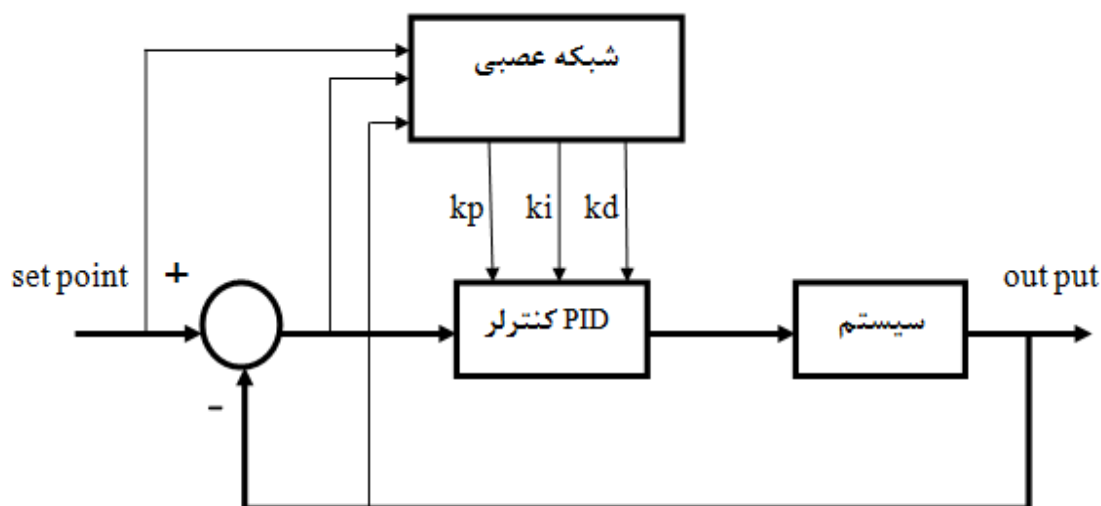 شبکه عصبی
kp
ki
kd
set point
+
کنترلر PID
سیستم
out put
-